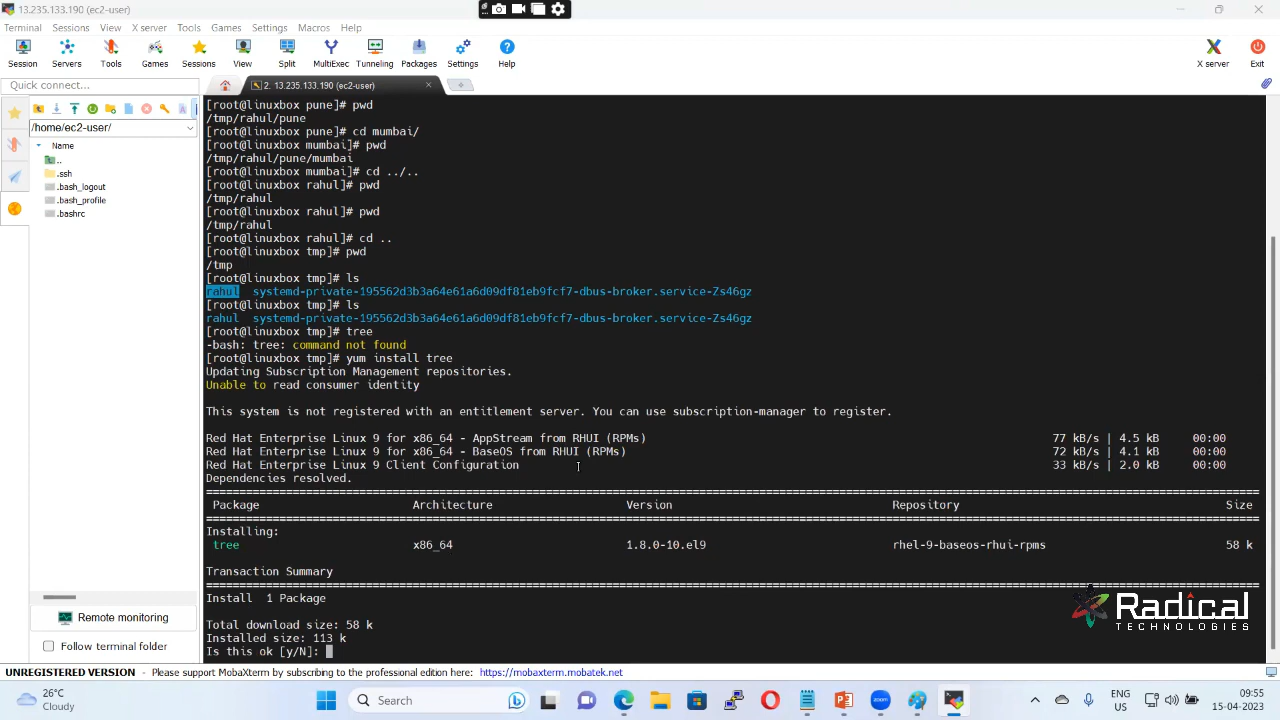 13.235.133.190 (ec2-user)
Terminal Sessions View X server Tools Games Settings Macros Help
Session Servers Tools Games Sessions View Split MultiExec Tunneling Packages Settings Help X server Exit
Quick connect...
2. 13.235.133.190 (ec2-user)
/home/ec2-user/
Name
..
.ssh
.bash_logout
.bash_profile
.bashrc
[root@linuxbox pune]# pwd
/tmp/rahul/pune
[root@linuxbox pune]# cd mumbai/
[root@linuxbox mumbai]# pwd
/tmp/rahul/pune/mumbai
[root@linuxbox mumbai]# cd ../..
[root@linuxbox rahul]# pwd
/tmp/rahul
[root@linuxbox rahul]# pwd
/tmp/rahul
[root@linuxbox rahul]# cd ..
[root@linuxbox tmp]# pwd
/tmp
[root@linuxbox tmp]# ls
rahul systemd-private-195562d3b3a64e61a6d09df81eb9fcf7-dbus-broker.service-Zs46gz
[root@linuxbox tmp]# ls
rahul systemd-private-195562d3b3a64e61a6d09df81eb9fcf7-dbus-broker.service-Zs46gz
[root@linuxbox tmp]# tree
-bash: tree: command not found
[root@linuxbox tmp]# yum install tree
Updating Subscription Management repositories.
Unable to read consumer identity
This system is not registered with an entitlement server. You can use subscription-manager to register.
Red Hat Enterprise Linux 9 for x86_64 - AppStream from RHUI (RPMs) 77 kB/s | 4.5 kB 00:00
Red Hat Enterprise Linux 9 for x86_64 - BaseOS from RHUI (RPMs) 72 kB/s | 4.1 kB 00:00
Red Hat Enterprise Linux 9 Client Configuration 33 kB/s | 2.0 kB 00:00
Dependencies resolved.
Package Architecture Version Repository Size
Installing:
tree x86_64 1.8.0-10.el9 rhel-9-baseos-rhui-rpms 58 k
Transaction Summary
Install 1 Package
Total download size: 58 k
Installed size: 113 k
Is this ok [y/N]:
Radical
TECHNOLOGIES
Remote monitoring
Follow terminal folder
UNREGISTERED VERSION - Please support MobaXterm by subscribing to the professional edition here: https://mobaxterm.mobatek.net
26°C
Cloudy
Search
ENG
US
09:55
15-04-2023